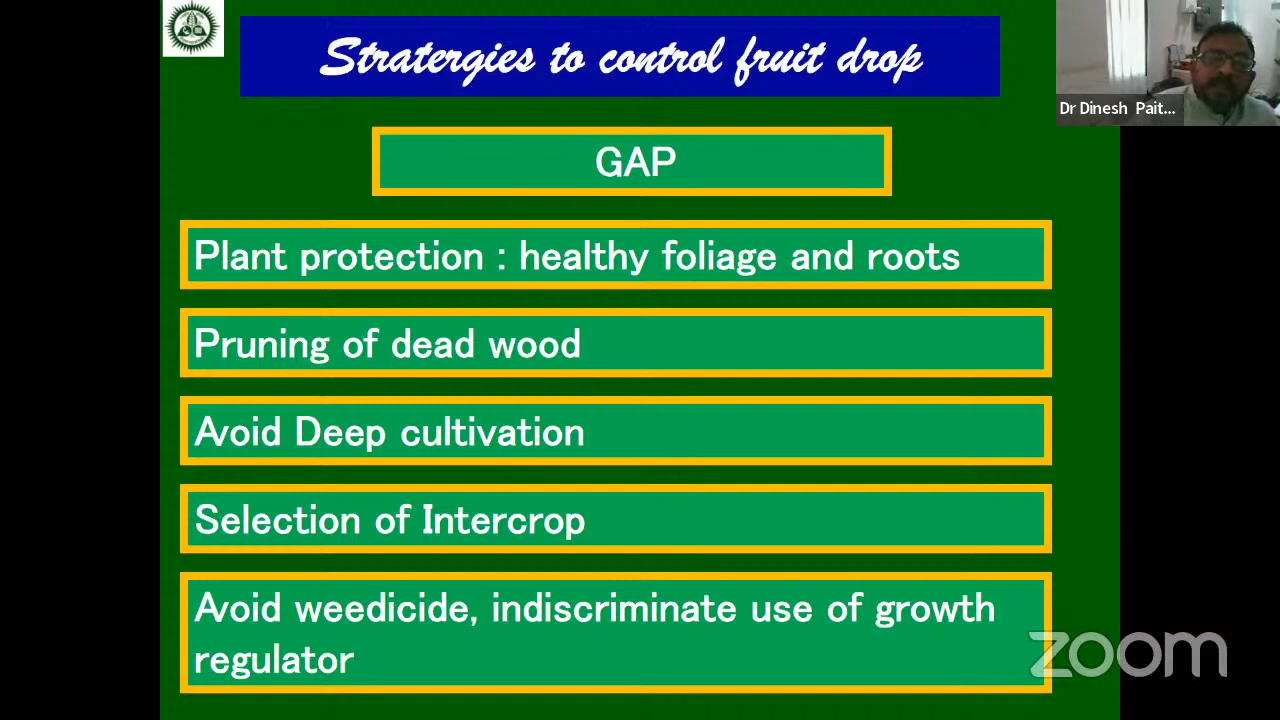 Stratergies to control fruit drop
Dr Dinesh Pait...
GAP
Plant protection : healthy foliage and roots
Pruning of dead wood
Avoid Deep cultivation
Selection of Intercrop
Avoid weedicide, indiscriminate use of growth
regulator
zoom